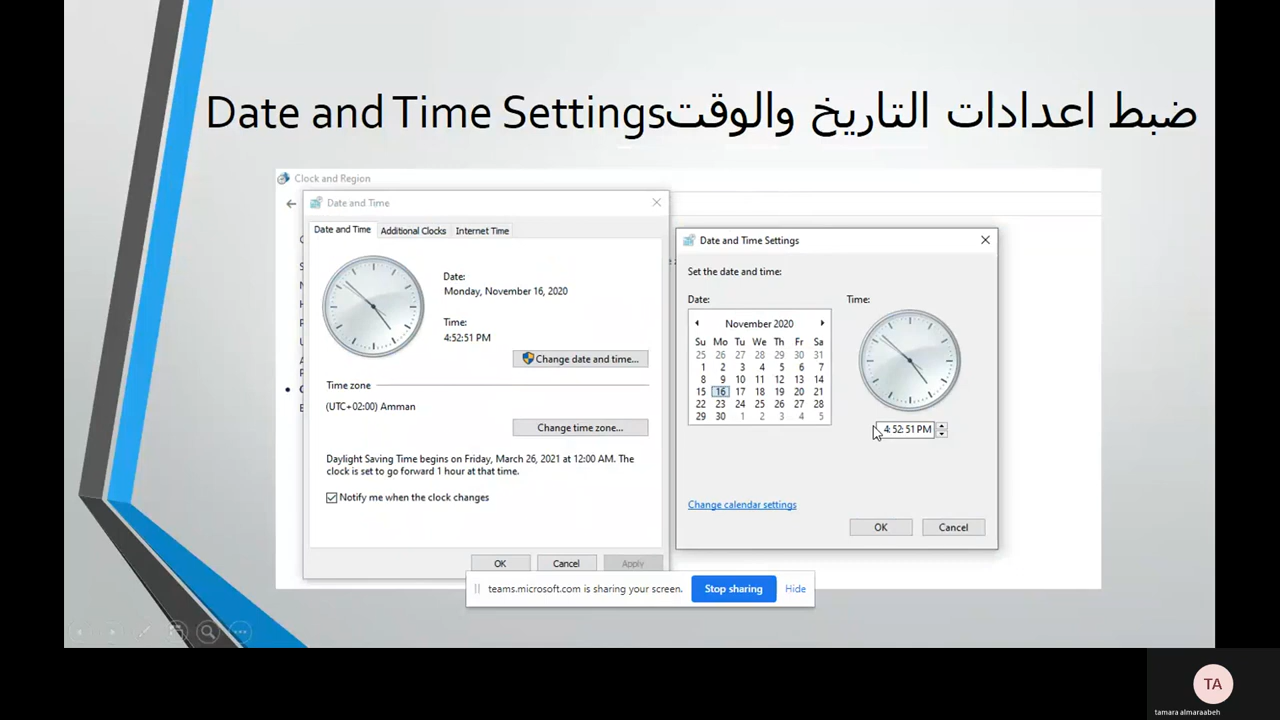 ضبط اعدادات التاريخ والوقتDate and Time Settings
Clock and Region
Date and Time
Date and Time Additional Clocks Internet Time
Date:
Monday, November 16, 2020
Time:
4:52:51 PM
Change date and time...
Time zone
(UTC+02:00) Amman
Change time zone...
Daylight Saving Time begins on Friday, March 26, 2021 at 12:00 AM. The
clock is set to go forward 1 hour at that time.
Notify me when the clock changes
OK Cancel Apply
Date and Time Settings
Set the date and time:
Date:
November 2020
Su Mo Tu We Th Fr Sa
25 26 27 28 29 30 31
1 2 3 4 5 6 7
8 9 10 11 12 13 14
15 16 17 18 19 20 21
22 23 24 25 26 27 28
29 30 1 2 3 4 5
Time:
4:52:51 PM
Change calendar settings
OK Cancel
teams.microsoft.com is sharing your screen. Stop sharing Hide
TA
tamara almaraabeh